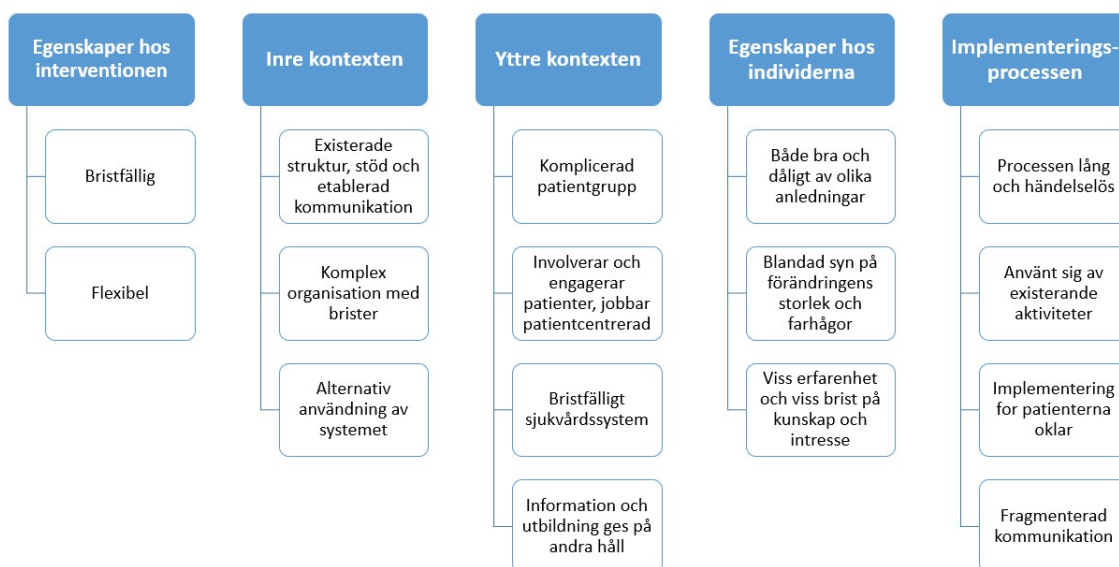 Egenskaper hos
interventionen
Bristfällig
Flexibel
Inre kontexten
Existerade
struktur, stöd och
etablerad
kommunikation
Komplex
organisation med
brister
Alternativ
användning av
systemet
Yttre kontexten
Komplicerad
patientgrupp
Involverar och
engagerar
patienter, jobbar
patientcentrerad
Bristfälligt
sjukvårdssystem
Information och
utbildning ges på
andra håll
Egenskaper hos
individerna
Både bra och
dåligt av olika
anledningar
Blandad syn på
förändringens
storlek och
farhågor
Viss erfarenhet
och viss brist på
kunskap och
intresse
Implementerings-
processen
Processen lång
och händelselös
Använt sig av
existerande
aktiviteter
Implementering
for patienterna
oklar
Fragmenterad
kommunikation